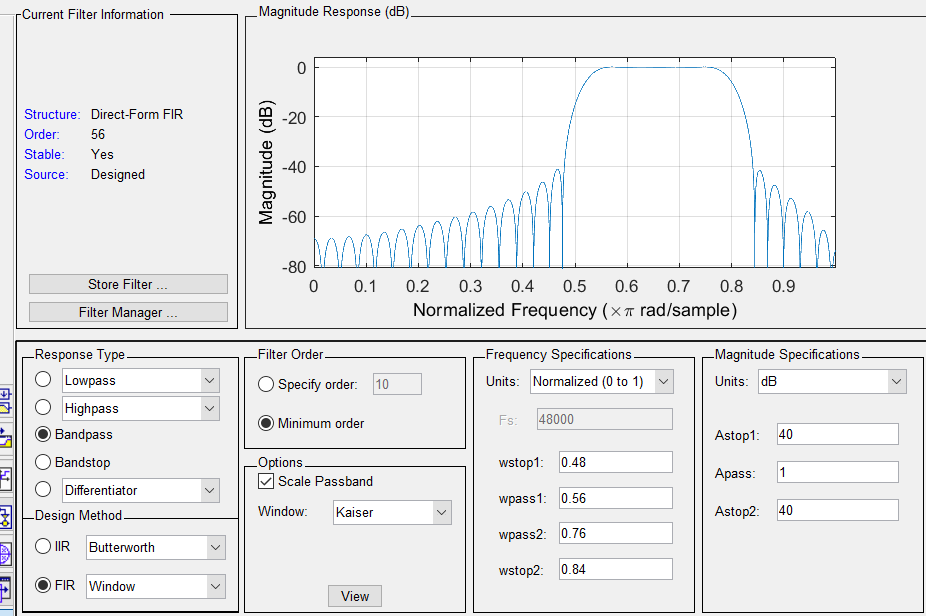 Current Filter Information
Structure: Direct-Form FIR
Order: 56
Stable: Yes
Source: Designed
Store Filter ...
Filter Manager ...
Magnitude Response (dB)
Magnitude (dB)
0
-20
-40
-60
-80
0 0.1 0.2 0.3 0.4 0.5 0.6 0.7 0.8 0.9
Normalized Frequency (×π rad/sample)
Response Type
Lowpass
Highpass
Bandpass
Bandstop
Differentiator
Design Method
IIR Butterworth
FIR Window
Filter Order
Specify order: 10
Minimum order
Options
Scale Passband
Window: Kaiser
View
Frequency Specifications
Units: Normalized (0 to 1)
Fs: 48000
wstop1: 0.48
wpass1: 0.56
wpass2: 0.76
wstop2: 0.84
Magnitude Specifications
Units: dB
Astop1: 40
Apass: 1
Astop2: 40